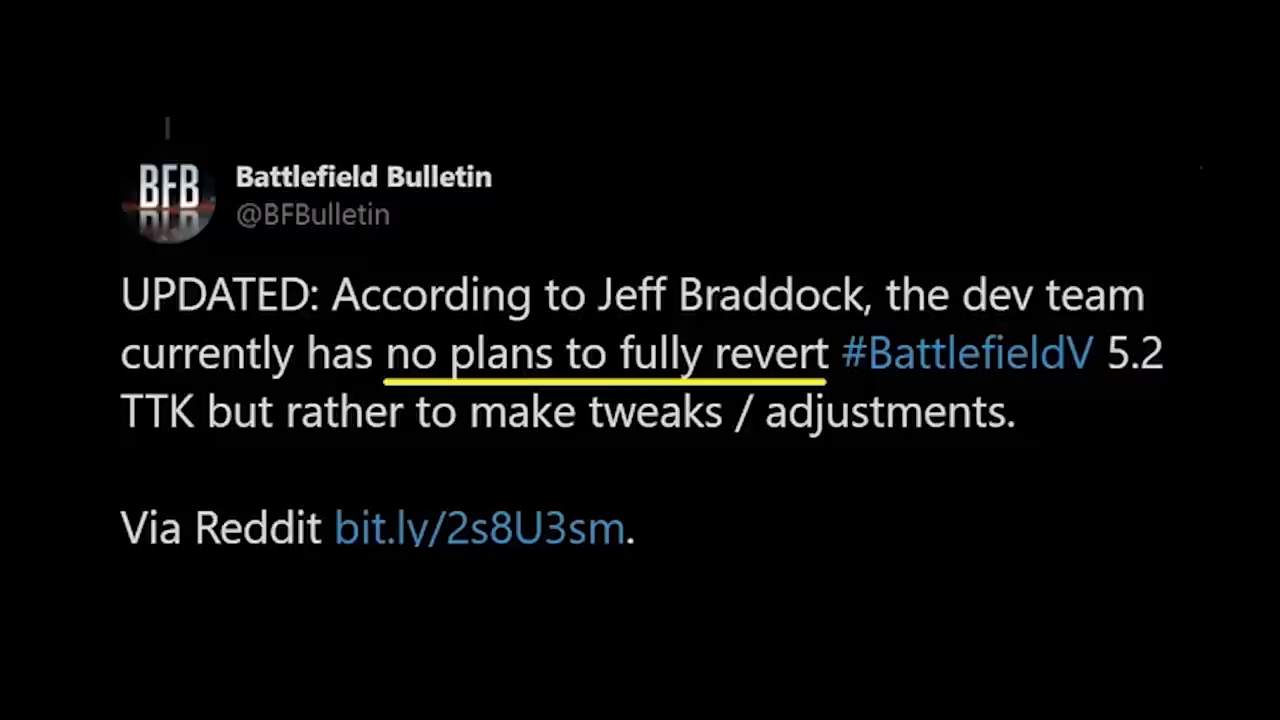 BFB
Battlefield Bulletin
@BFBulletin
UPDATED: According to Jeff Braddock, the dev team
currently has no plans to fully revert #BattlefieldV 5.2
TTK but rather to make tweaks / adjustments.
Via Reddit bit.ly/2s8U3sm.